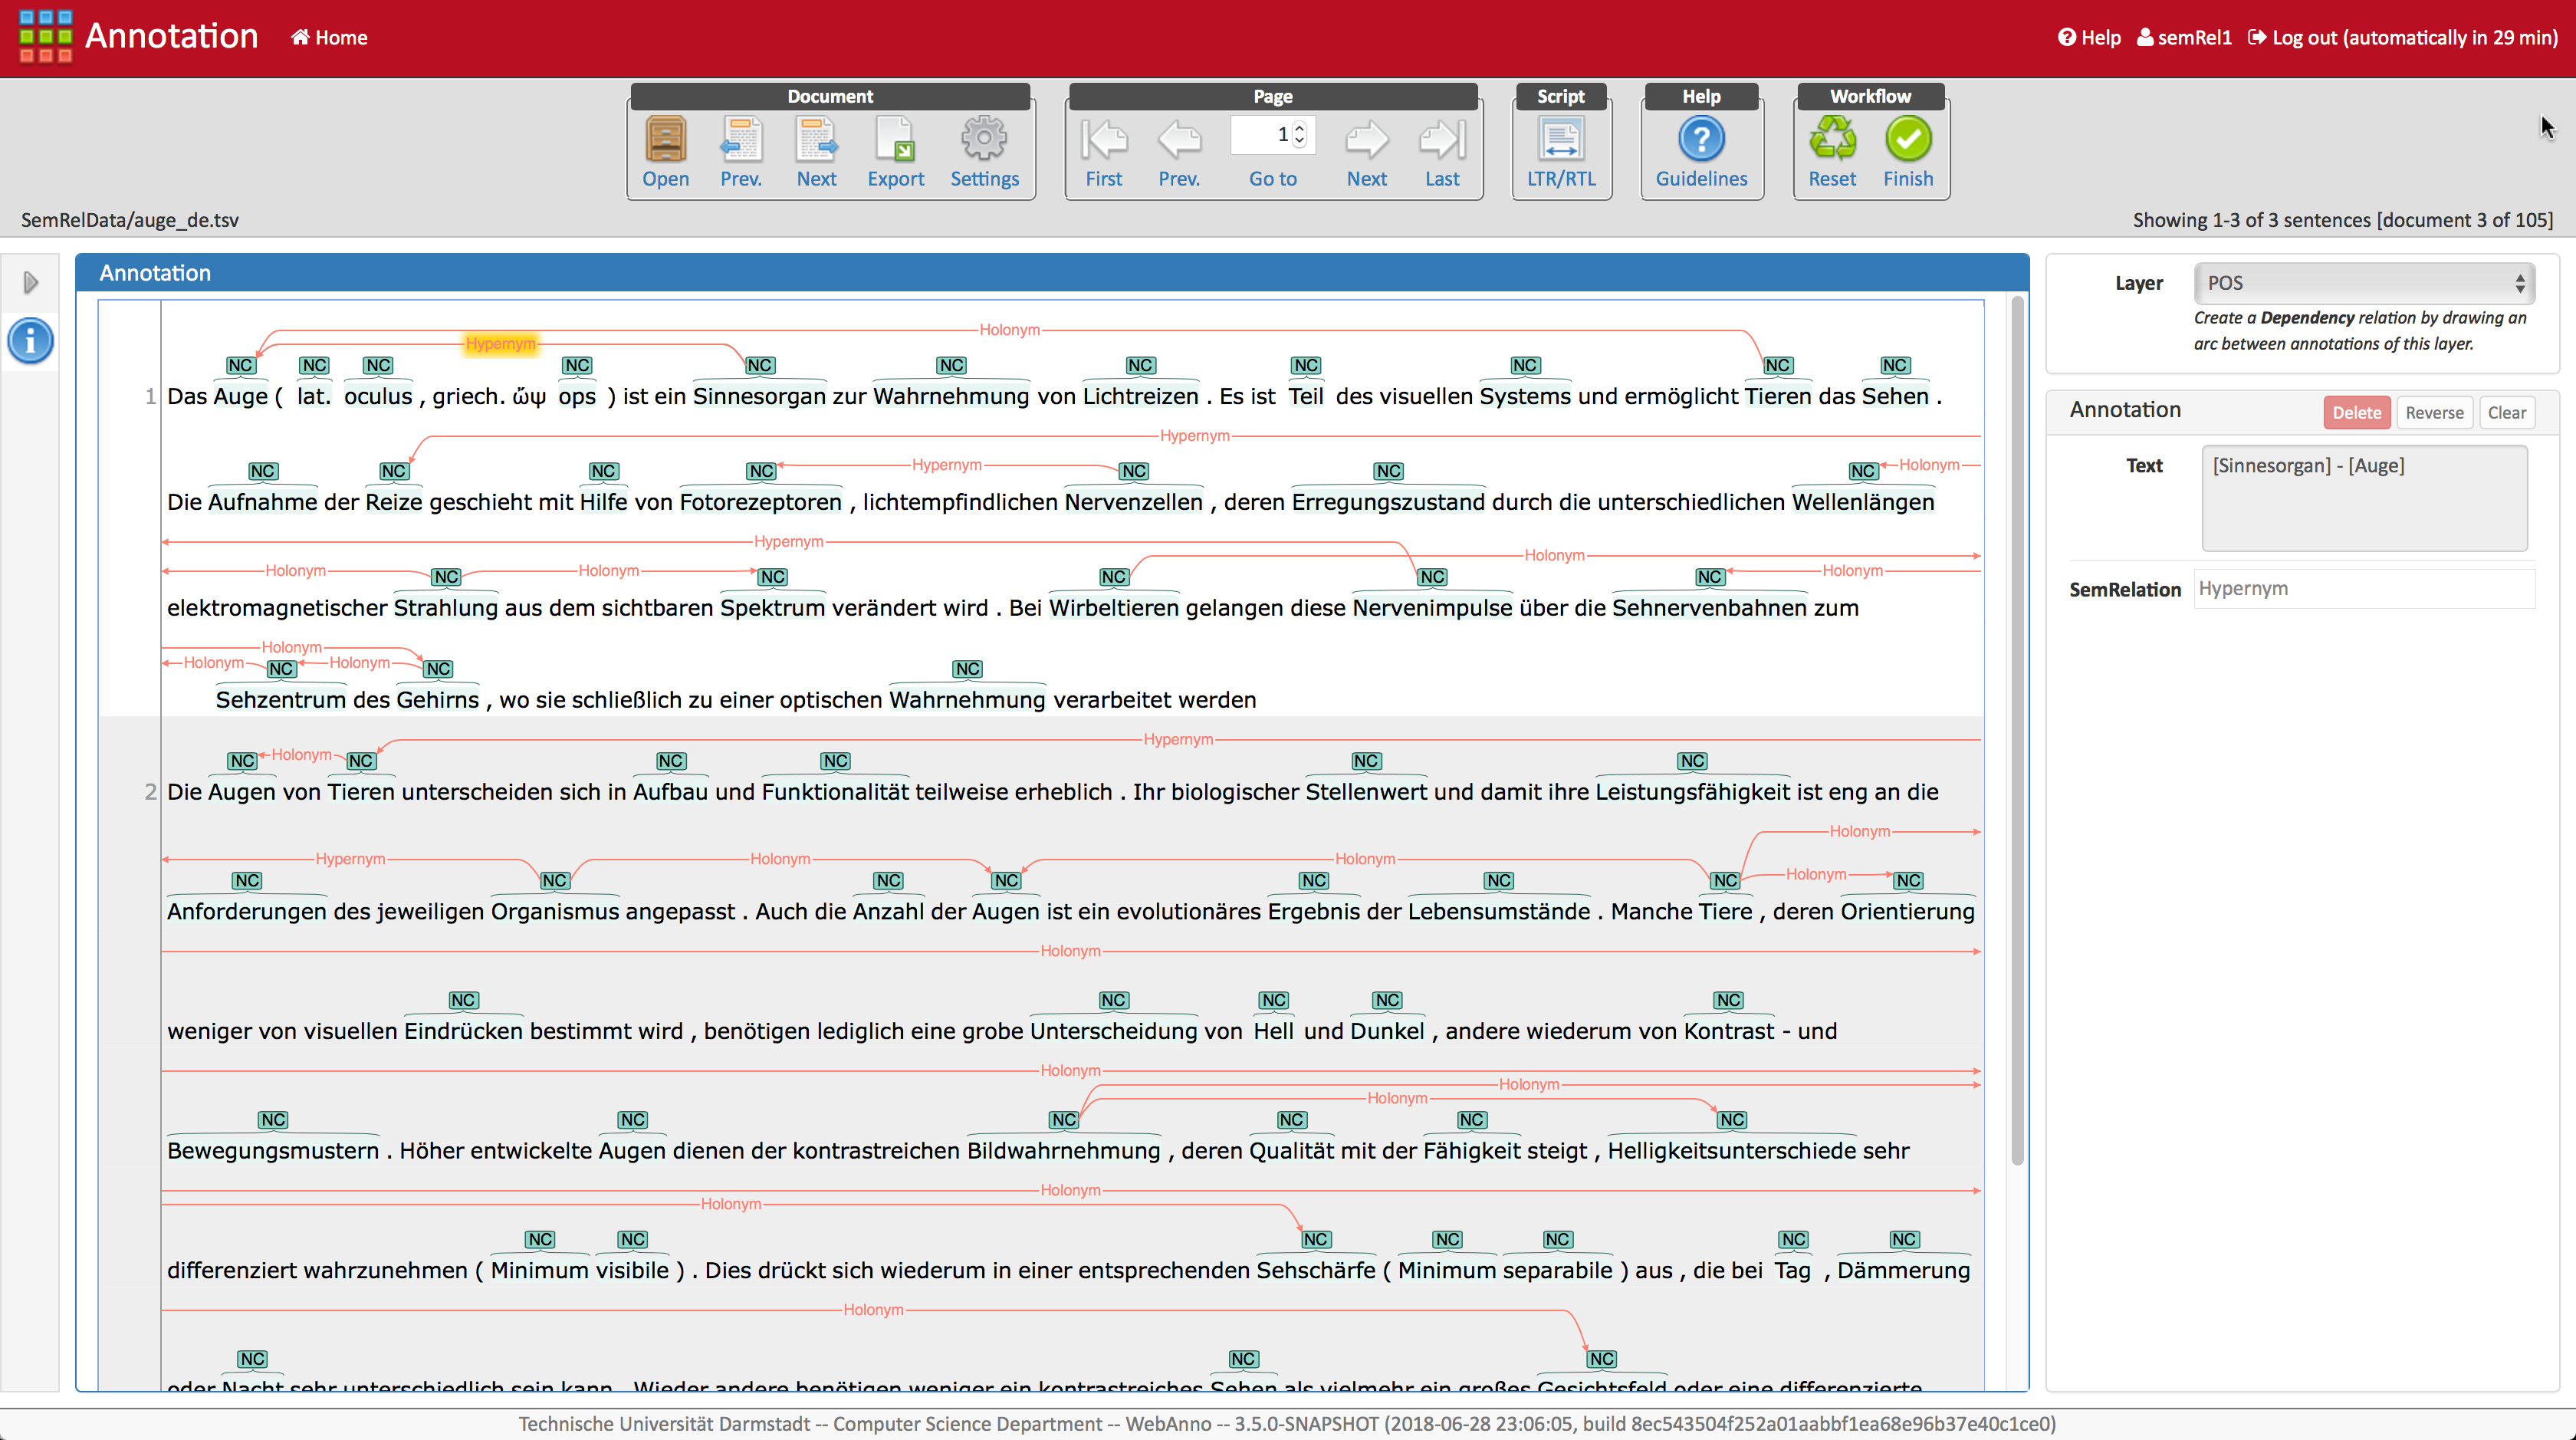 Annotation Home Help semRel1 Log out (automatically in 29 min)
Document Page Script Help Workflow
Open Prev. Next Export Settings First Prev. 1 Go to Next Last LTR/RTL Guidelines Reset Finish
SemRelData/auge_de.tsv Showing 1-3 of 3 sentences [document 3 of 105]
Annotation
Holonym
Hypernym
NC NC NC NC NC NC NC NC NC NC NC
1 Das Auge ( lat. oculus , griech. ὤψ ops ) ist ein Sinnesorgan zur Wahrnehmung von Lichtreizen . Es ist Teil des visuellen Systems und ermöglicht Tieren das Sehen .
Hypernym
Hypernym Holonym
NC NC NC NC NC NC NC
Die Aufnahme der Reize geschieht mit Hilfe von Fotorezeptoren , lichtempfindlichen Nervenzellen , deren Erregungszustand durch die unterschiedlichen Wellenlängen
Hypernym
Holonym
Holonym Holonym Holonym
NC NC NC NC NC
elektromagnetischer Strahlung aus dem sichtbaren Spektrum verändert wird . Bei Wirbeltieren gelangen diese Nervenimpulse über die Sehnervenbahnen zum
Holonym
Holonym Holonym
NC NC NC
Sehzentrum des Gehirns , wo sie schließlich zu einer optischen Wahrnehmung verarbeitet werden
Hypernym
Holonym
NC NC NC NC NC NC
2 Die Augen von Tieren unterscheiden sich in Aufbau und Funktionalität teilweise erheblich . Ihr biologischer Stellenwert und damit ihre Leistungsfähigkeit ist eng an die
Holonym
Hypernym Holonym Holonym
Holonym
NC NC NC NC NC NC NC NC
Anforderungen des jeweiligen Organismus angepasst . Auch die Anzahl der Augen ist ein evolutionäres Ergebnis der Lebensumstände . Manche Tiere , deren Orientierung
Holonym
NC NC NC NC NC
weniger von visuellen Eindrücken bestimmt wird , benötigen lediglich eine grobe Unterscheidung von Hell und Dunkel , andere wiederum von Kontrast - und
Holonym
Holonym
Holonym
NC NC NC NC NC NC
Bewegungsmustern . Höher entwickelte Augen dienen der kontrastreichen Bildwahrnehmung , deren Qualität mit der Fähigkeit steigt , Helligkeitsunterschiede sehr
Holonym
Holonym
NC NC NC NC NC NC NC
differenziert wahrzunehmen ( Minimum visibile ) . Dies drückt sich wiederum in einer entsprechenden Sehschärfe ( Minimum separabile ) aus , die bei Tag , Dämmerung
Holonym
NC NC NC
oder Nacht sehr unterschiedlich sein kann . Wieder andere benötigen weniger ein kontrastreiches Sehen als vielmehr ein großes Gesichtsfeld oder eine differenzierte
Layer POS
Create a Dependency relation by drawing an
arc between annotations of this layer.
Annotation Delete Reverse Clear
Text [Sinnesorgan] - [Auge]
SemRelation Hypernym
Technische Universität Darmstadt -- Computer Science Department -- WebAnno -- 3.5.0-SNAPSHOT (2018-06-28 23:06:05, build 8ec543504f252a01aabbf1ea68e96b37e40c1ce0)